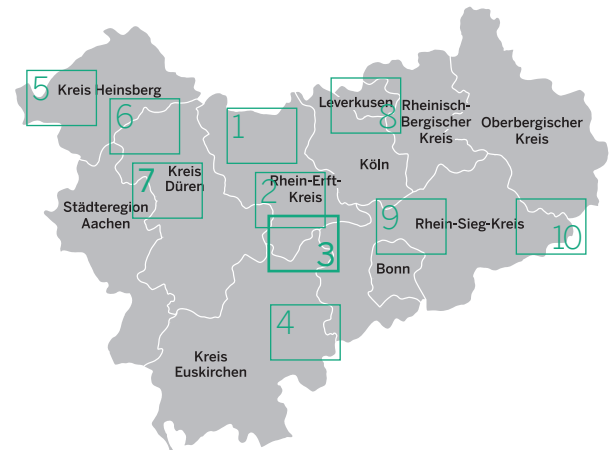 5
Kreis Heinsberg
6
1
Leverkusen
8
Rheinisch-
Bergischer
Kreis
Oberbergischer
Kreis
7
Kreis
Düren
2
Rhein-Erft-
Kreis
Köln
Städteregion
Aachen
9
Rhein-Sieg-Kreis
10
3
Bonn
4
Kreis
Euskirchen